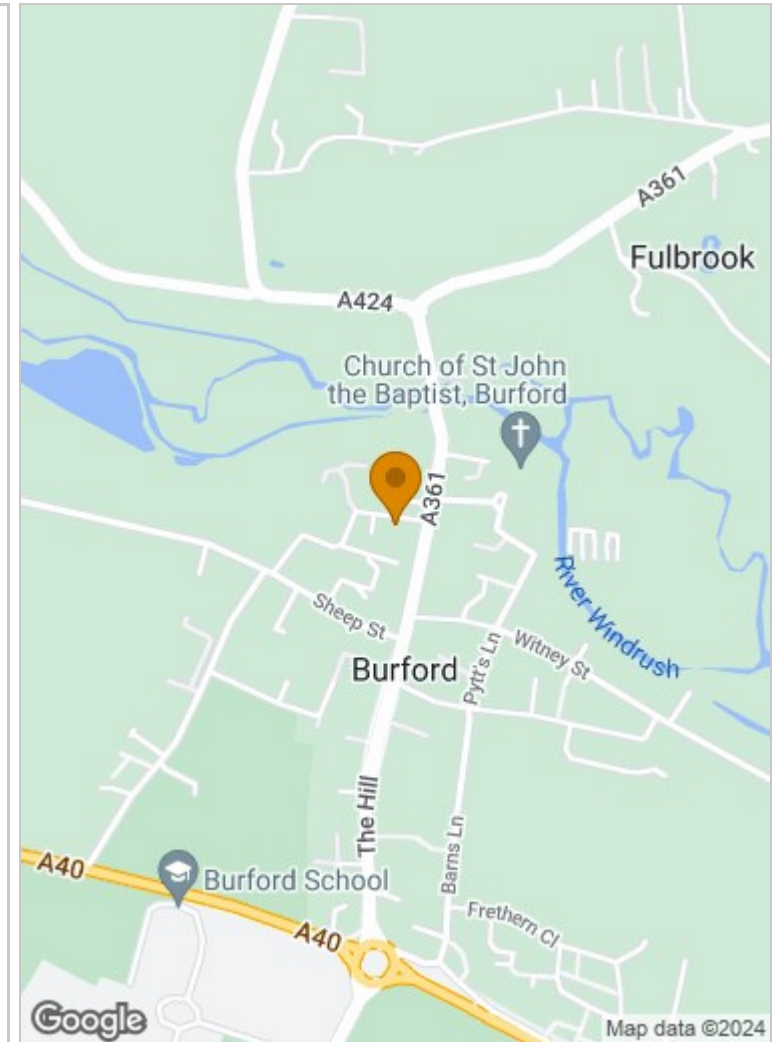 A361
Fulbrook
A424
Church of St John
the Baptist, Burford
A361
River Windrush
Sheep St
Witney St
Pytt's Ln
Burford
The Hill
Barns Ln
A40
Burford School
Frethern Cl
A40
Google
Map data ©2024